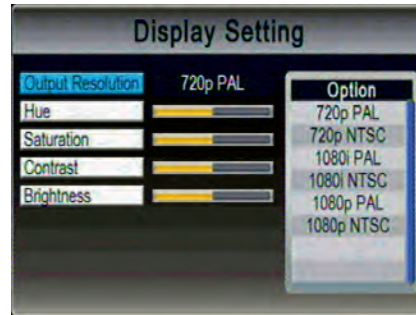 Display Setting
Output Resolution 720p PAL
Hue
Saturation
Contrast
Brightness
Option
720p PAL
720p NTSC
1080i PAL
1080i NTSC
1080p PAL
1080p NTSC